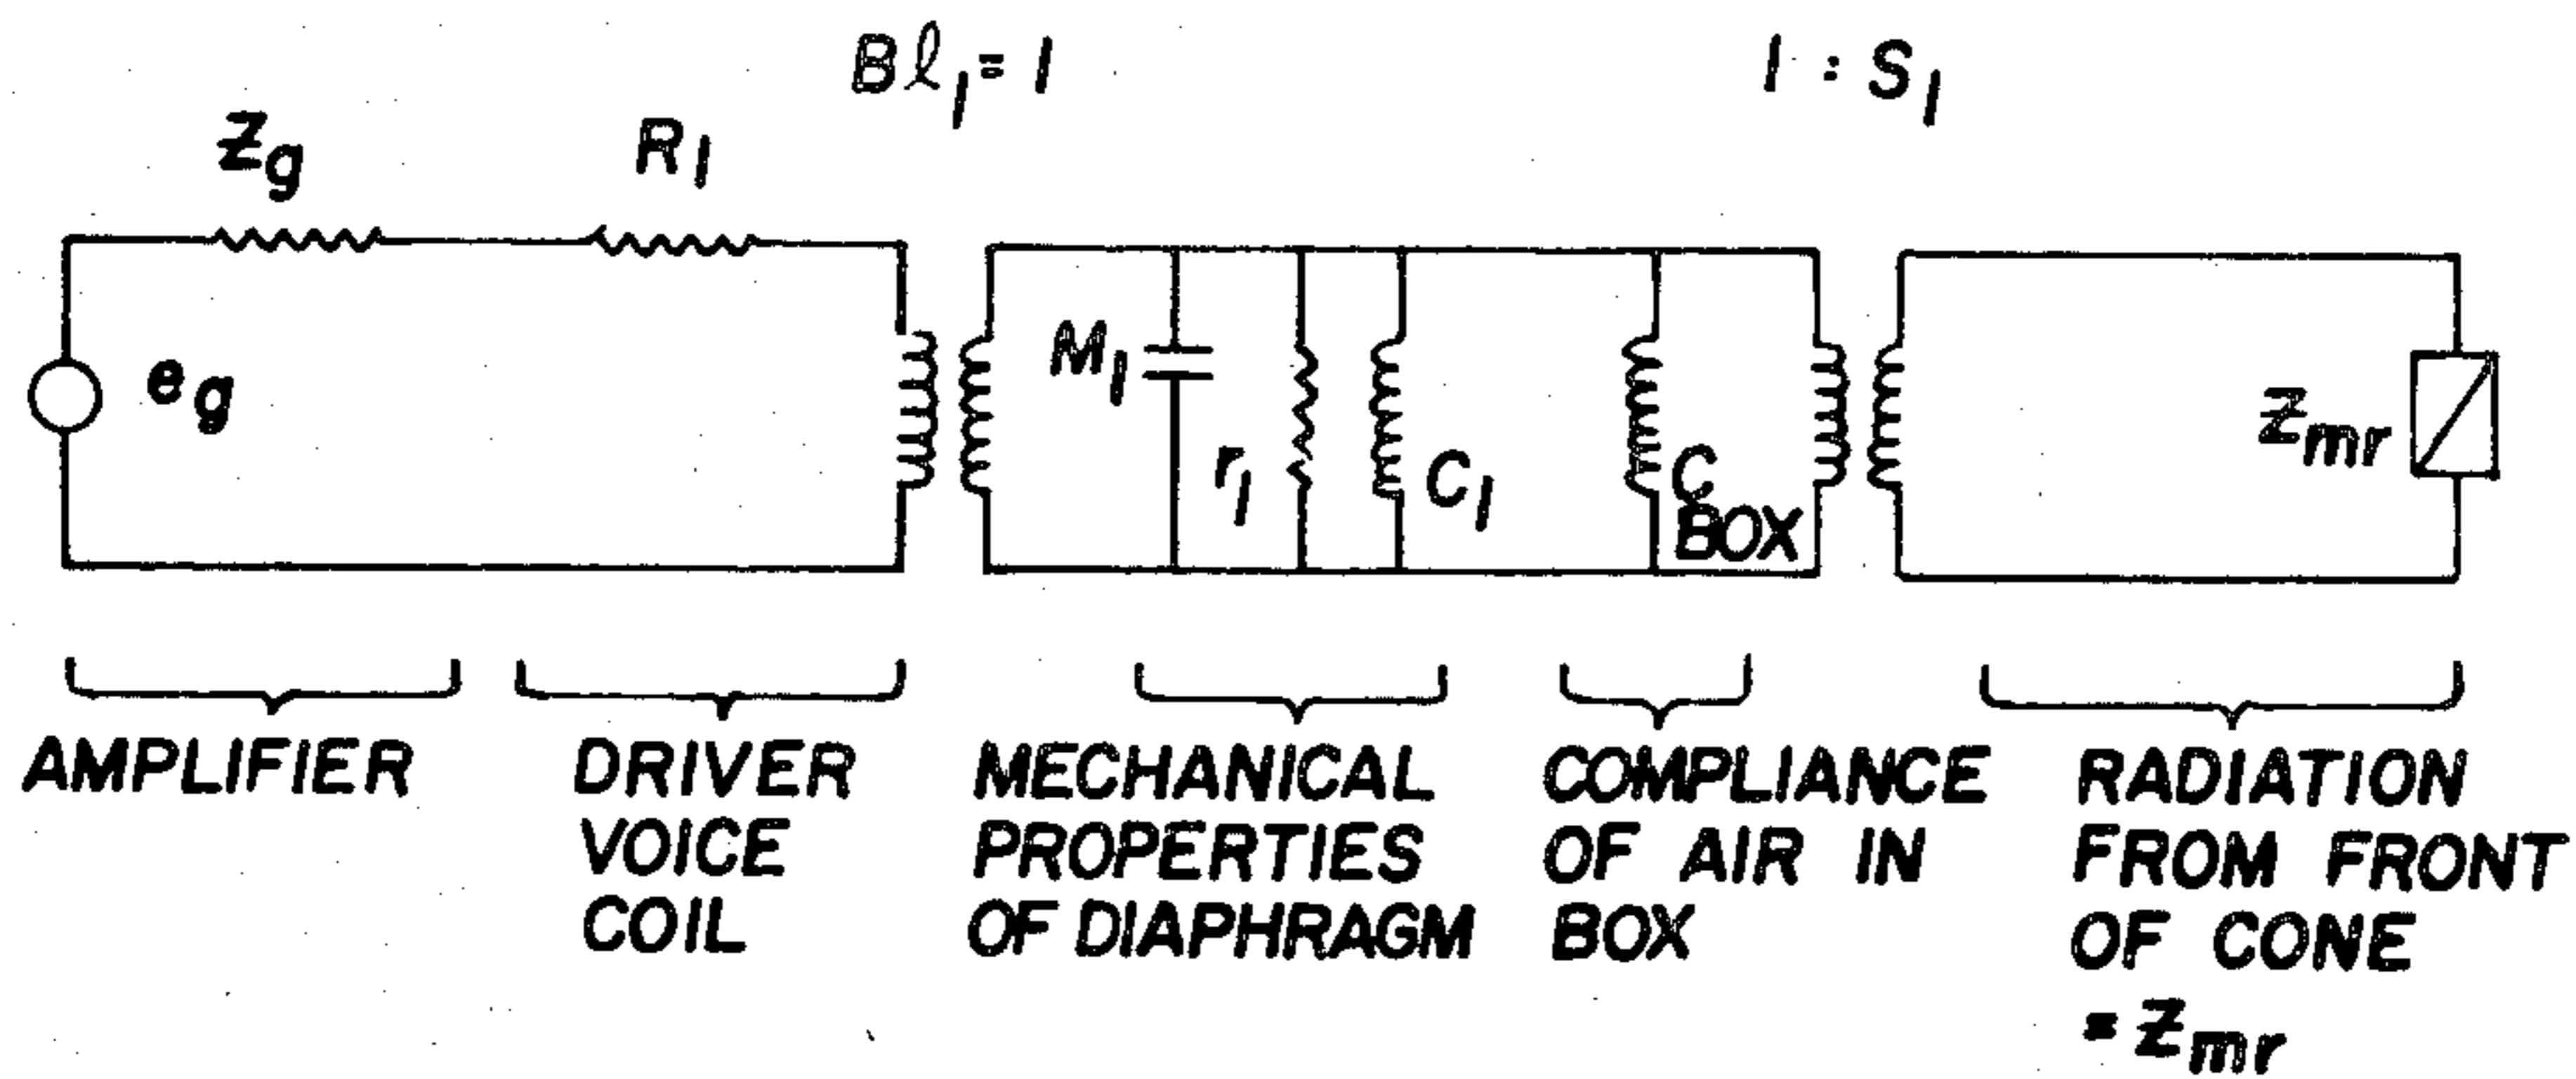 Bl₁ = 1
1 : S₁
Zg
R₁
eg
M₁
r₁
C₁
C BOX
Zmr
AMPLIFIER
DRIVER
VOICE
COIL
MECHANICAL
PROPERTIES
OF DIAPHRAGM
COMPLIANCE
OF AIR IN
BOX
RADIATION
FROM FRONT
OF CONE
= Zmr